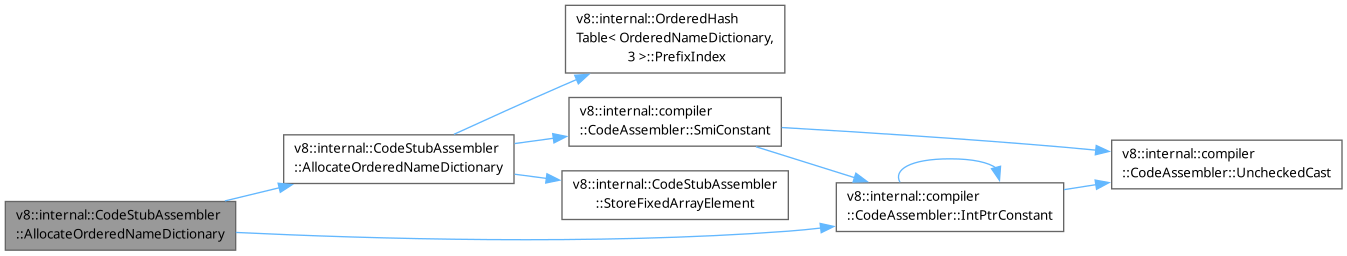 v8::internal::OrderedHash
Table< OrderedNameDictionary,
3 >::PrefixIndex
v8::internal::compiler
::CodeAssembler::SmiConstant
v8::internal::CodeStubAssembler
::AllocateOrderedNameDictionary
v8::internal::compiler
::CodeAssembler::UncheckedCast
v8::internal::CodeStubAssembler
::StoreFixedArrayElement
v8::internal::compiler
::CodeAssembler::IntPtrConstant
v8::internal::CodeStubAssembler
::AllocateOrderedNameDictionary